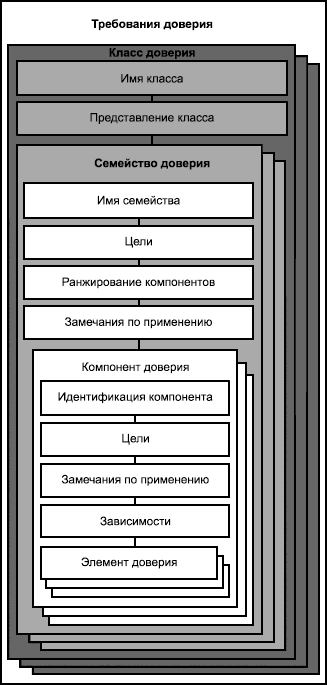 Требования доверия
Класс доверия
Имя класса
Представление класса
Семейство доверия
Имя семейства
Цели
Ранжирование компонентов
Замечания по применению
Компонент доверия
Идентификация компонента
Цели
Замечания по применению
Зависимости
Элемент доверия